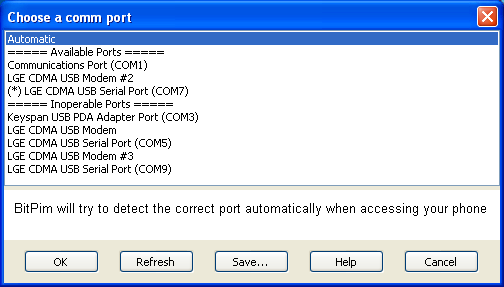 Choose a comm port
Automatic
===== Available Ports =====
Communications Port (COM1)
LGE CDMA USB Modem #2
(*) LGE CDMA USB Serial Port (COM7)
===== Inoperable Ports =====
Keyspan USB PDA Adapter Port (COM3)
LGE CDMA USB Modem
LGE CDMA USB Serial Port (COM5)
LGE CDMA USB Modem #3
LGE CDMA USB Serial Port (COM9)
BitPim will try to detect the correct port automatically when accessing your phone
OK Refresh Save... Help Cancel